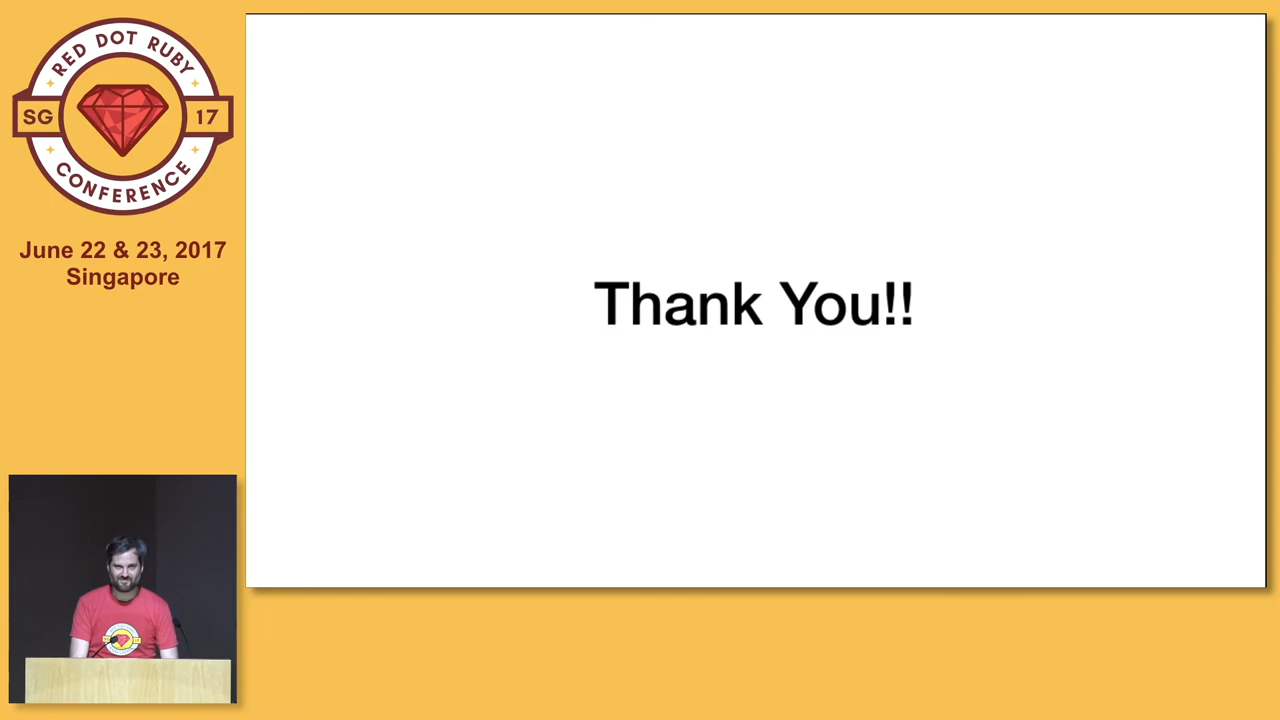 RED DOT RUBY
SG 17
CONFERENCE
June 22 & 23, 2017
Singapore
Thank You!!